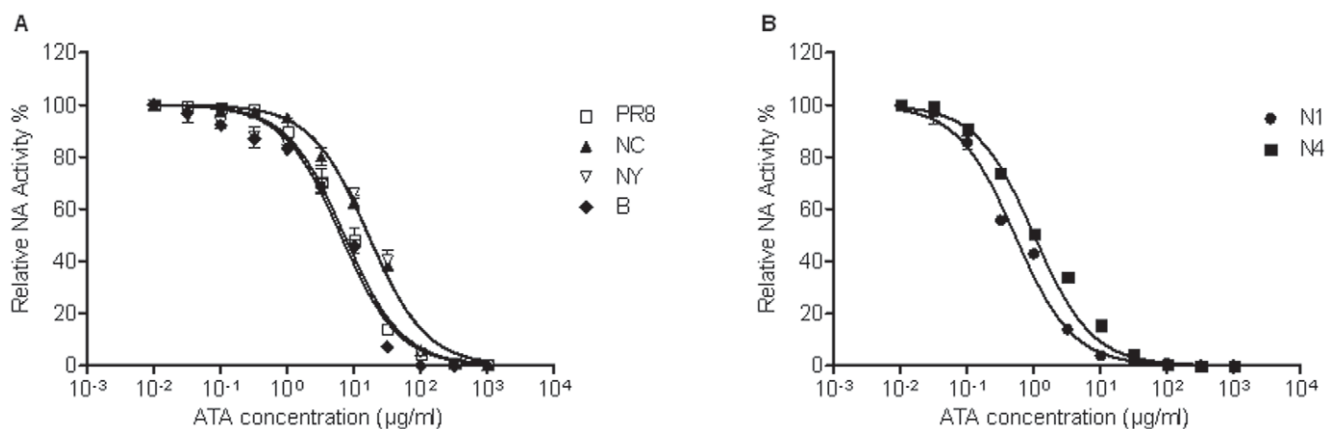 A
Relative NA Activity %
120
100
80
60
40
20
0
10⁻³ 10⁻² 10⁻¹ 10⁰ 10¹ 10² 10³ 10⁴
ATA concentration (µg/ml)
PR8
NC
NY
B
B
Relative NA Activity %
120
100
80
60
40
20
0
10⁻³ 10⁻² 10⁻¹ 10⁰ 10¹ 10² 10³ 10⁴
ATA concentration (µg/ml)
N1
N4